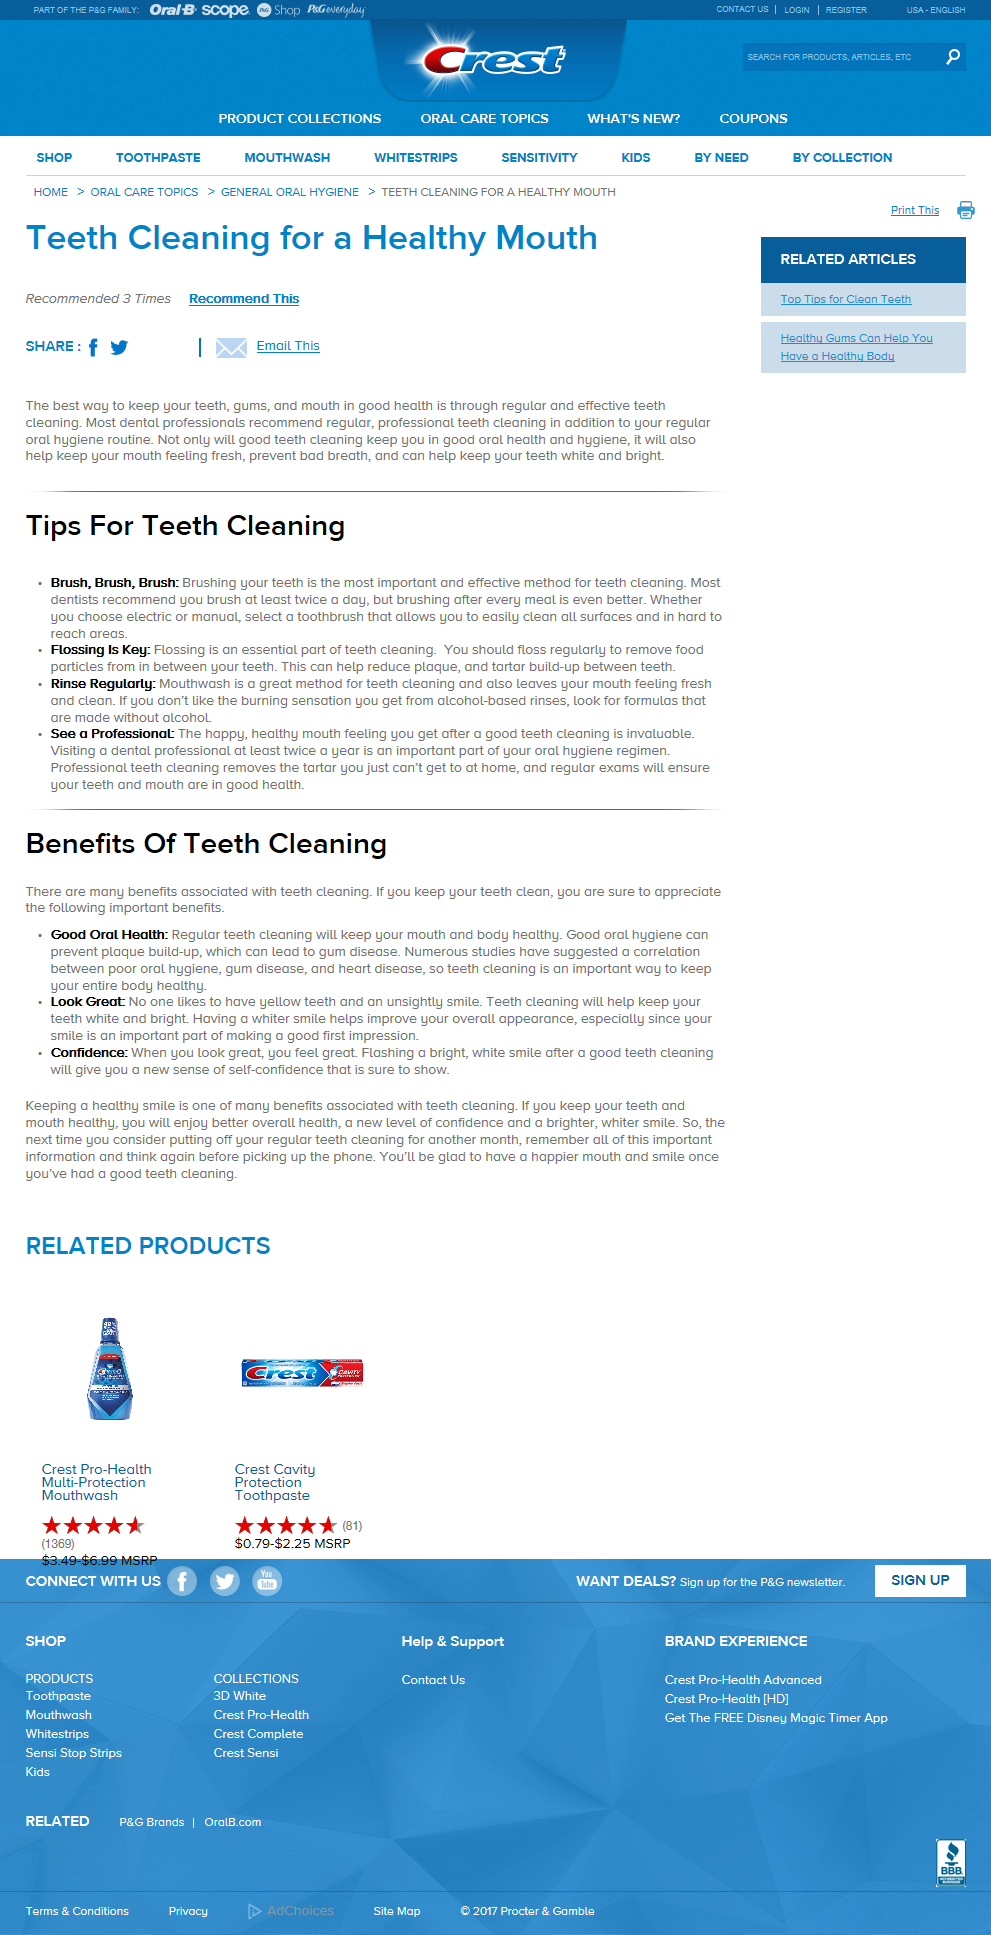 PART OF THE P&G FAMILY: Oral-B scope P&G Shop P&G everyday
CONTACT US | LOGIN | REGISTER USA - ENGLISH
Crest
SEARCH FOR PRODUCTS, ARTICLES, ETC
PRODUCT COLLECTIONS ORAL CARE TOPICS WHAT'S NEW? COUPONS
SHOP TOOTHPASTE MOUTHWASH WHITESTRIPS SENSITIVITY KIDS BY NEED BY COLLECTION
HOME > ORAL CARE TOPICS > GENERAL ORAL HYGIENE > TEETH CLEANING FOR A HEALTHY MOUTH
Print This
Teeth Cleaning for a Healthy Mouth
RELATED ARTICLES
Top Tips for Clean Teeth
Healthy Gums Can Help You
Have a Healthy Body
Recommended 3 Times Recommend This
SHARE : | Email This
The best way to keep your teeth, gums, and mouth in good health is through regular and effective teeth
cleaning. Most dental professionals recommend regular, professional teeth cleaning in addition to your regular
oral hygiene routine. Not only will good teeth cleaning keep you in good oral health and hygiene, it will also
help keep your mouth feeling fresh, prevent bad breath, and can help keep your teeth white and bright.
Tips For Teeth Cleaning
• Brush, Brush, Brush: Brushing your teeth is the most important and effective method for teeth cleaning. Most
dentists recommend you brush at least twice a day, but brushing after every meal is even better. Whether
you choose electric or manual, select a toothbrush that allows you to easily clean all surfaces and in hard to
reach areas.
• Flossing Is Key: Flossing is an essential part of teeth cleaning. You should floss regularly to remove food
particles from in between your teeth. This can help reduce plaque, and tartar build-up between teeth.
• Rinse Regularly: Mouthwash is a great method for teeth cleaning and also leaves your mouth feeling fresh
and clean. If you don't like the burning sensation you get from alcohol-based rinses, look for formulas that
are made without alcohol.
• See a Professional: The happy, healthy mouth feeling you get after a good teeth cleaning is invaluable.
Visiting a dental professional at least twice a year is an important part of your oral hygiene regimen.
Professional teeth cleaning removes the tartar you just can't get to at home, and regular exams will ensure
your teeth and mouth are in good health.
Benefits Of Teeth Cleaning
There are many benefits associated with teeth cleaning. If you keep your teeth clean, you are sure to appreciate
the following important benefits.
• Good Oral Health: Regular teeth cleaning will keep your mouth and body healthy. Good oral hygiene can
prevent plaque build-up, which can lead to gum disease. Numerous studies have suggested a correlation
between poor oral hygiene, gum disease, and heart disease, so teeth cleaning is an important way to keep
your entire body healthy.
• Look Great: No one likes to have yellow teeth and an unsightly smile. Teeth cleaning will help keep your
teeth white and bright. Having a whiter smile helps improve your overall appearance, especially since your
smile is an important part of making a good first impression.
• Confidence: When you look great, you feel great. Flashing a bright, white smile after a good teeth cleaning
will give you a new sense of self-confidence that is sure to show.
Keeping a healthy smile is one of many benefits associated with teeth cleaning. If you keep your teeth and
mouth healthy, you will enjoy better overall health, a new level of confidence and a brighter, whiter smile. So, the
next time you consider putting off your regular teeth cleaning for another month, remember all of this important
information and think again before picking up the phone. You'll be glad to have a happier mouth and smile once
you've had a good teeth cleaning.
RELATED PRODUCTS
Crest CAVITY
Crest Pro-Health
Multi-Protection
Mouthwash
(1369)
$3.49-$6.99 MSRP
Crest Cavity
Protection
Toothpaste
(81)
$0.79-$2.25 MSRP
CONNECT WITH US You Tube
WANT DEALS? Sign up for the P&G newsletter. SIGN UP
SHOP
PRODUCTS
Toothpaste
Mouthwash
Whitestrips
Sensi Stop Strips
Kids
COLLECTIONS
3D White
Crest Pro-Health
Crest Complete
Crest Sensi
Help & Support
Contact Us
BRAND EXPERIENCE
Crest Pro-Health Advanced
Crest Pro-Health [HD]
Get The FREE Disney Magic Timer App
RELATED P&G Brands | OralB.com
BBB
ACCREDITED
BUSINESS
Terms & Conditions Privacy AdChoices Site Map © 2017 Procter & Gamble